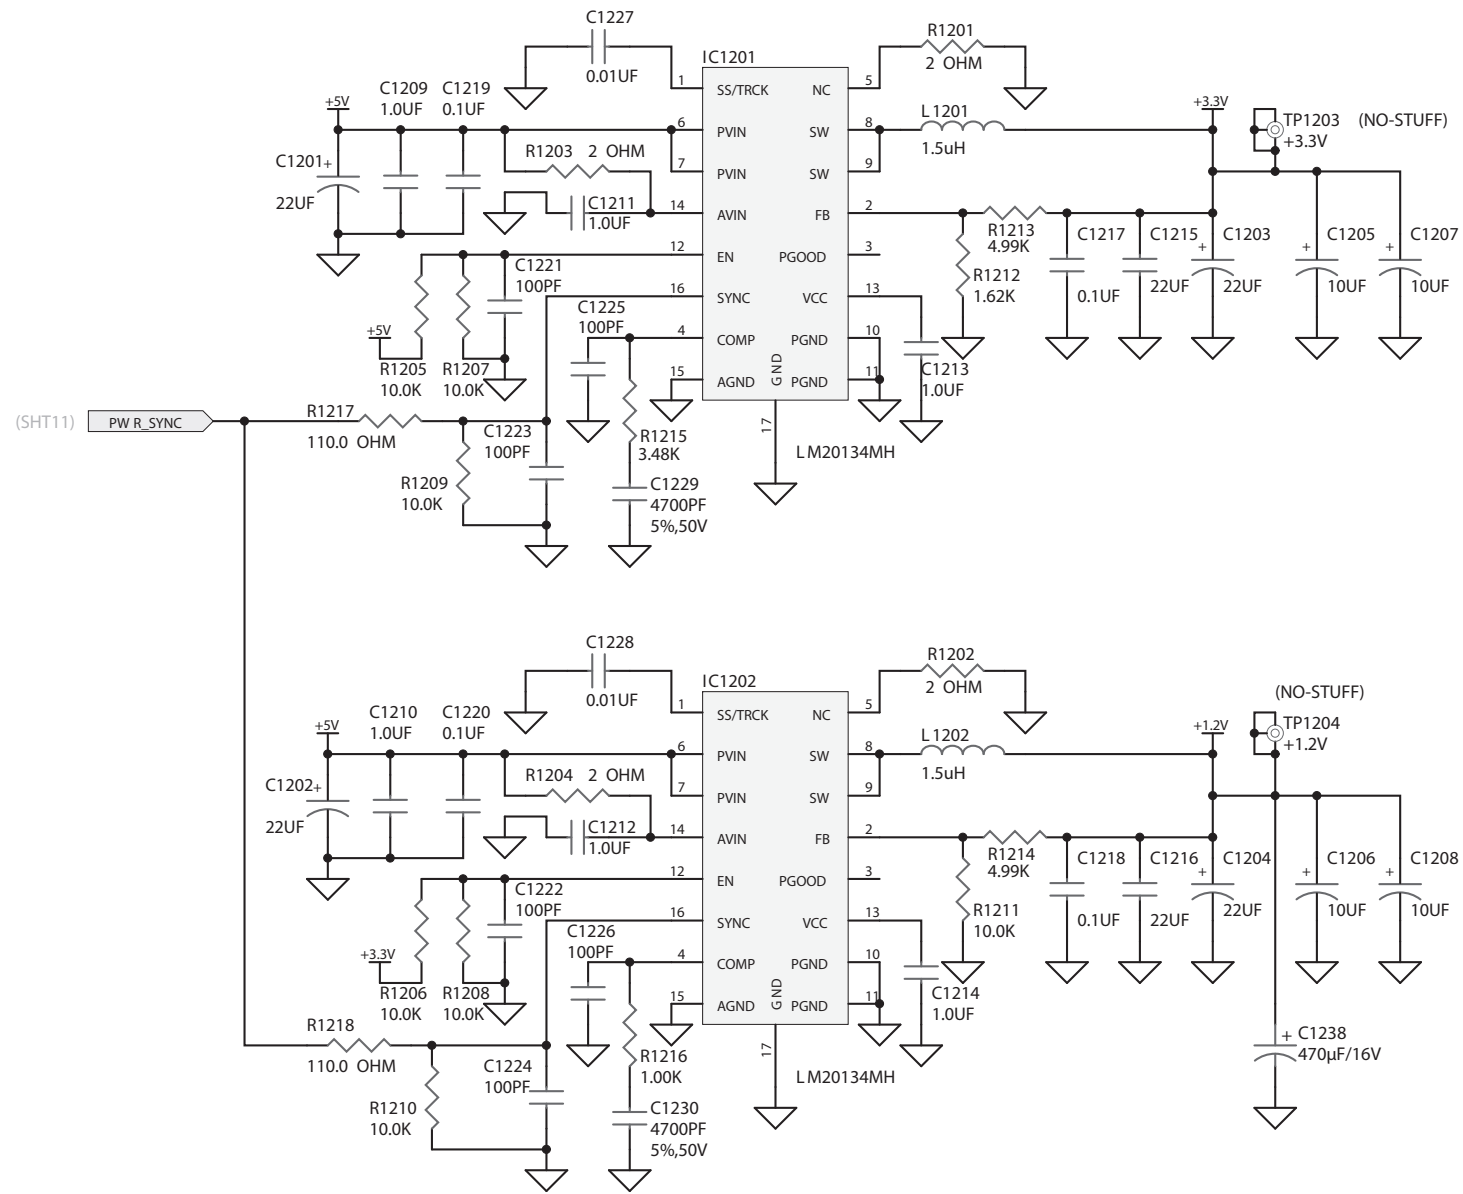 C1227
0.01UF
R1201
2 OHM
IC1201
1
SS/TRCK
NC
5
+5V
C1209
1.0UF
C1219
0.1UF
6
PVIN
SW
8
L1201
1.5uH
+3.3V
TP1203
+3.3V
(NO-STUFF)
C1201
+
22UF
R1203
2 OHM
7
PVIN
SW
9
C1211
1.0UF
14
AVIN
FB
2
R1213
4.99K
R1212
1.62K
C1217
0.1UF
C1215
22UF
C1203
+
22UF
C1205
+
10UF
C1207
+
10UF
12
EN
PGOOD
3
C1221
100PF
16
SYNC
VCC
13
C1225
100PF
4
COMP
PGND
10
+5V
R1205
10.0K
R1207
10.0K
15
AGND
GND
PGND
11
C1213
1.0UF
(SHT11)
PW R_SYNC
R1217
110.0 OHM
C1223
100PF
R1209
10.0K
R1215
3.48K
C1229
4700PF
5%,50V
17
LM20134MH
C1228
0.01UF
R1202
2 OHM
IC1202
1
SS/TRCK
NC
5
+5V
C1210
1.0UF
C1220
0.1UF
6
PVIN
SW
8
L1202
1.5uH
+1.2V
(NO-STUFF)
TP1204
+1.2V
C1202
+
22UF
R1204
2 OHM
7
PVIN
SW
9
C1212
1.0UF
14
AVIN
FB
2
R1214
4.99K
R1211
10.0K
C1218
0.1UF
C1216
22UF
C1204
+
22UF
C1206
+
10UF
C1208
+
10UF
12
EN
PGOOD
3
C1222
100PF
16
SYNC
VCC
13
C1226
100PF
4
COMP
PGND
10
+3.3V
R1206
10.0K
R1208
10.0K
15
AGND
GND
PGND
11
C1214
1.0UF
R1218
110.0 OHM
C1224
100PF
R1210
10.0K
R1216
1.00K
C1230
4700PF
5%,50V
17
LM20134MH
+
C1238
470µF/16V